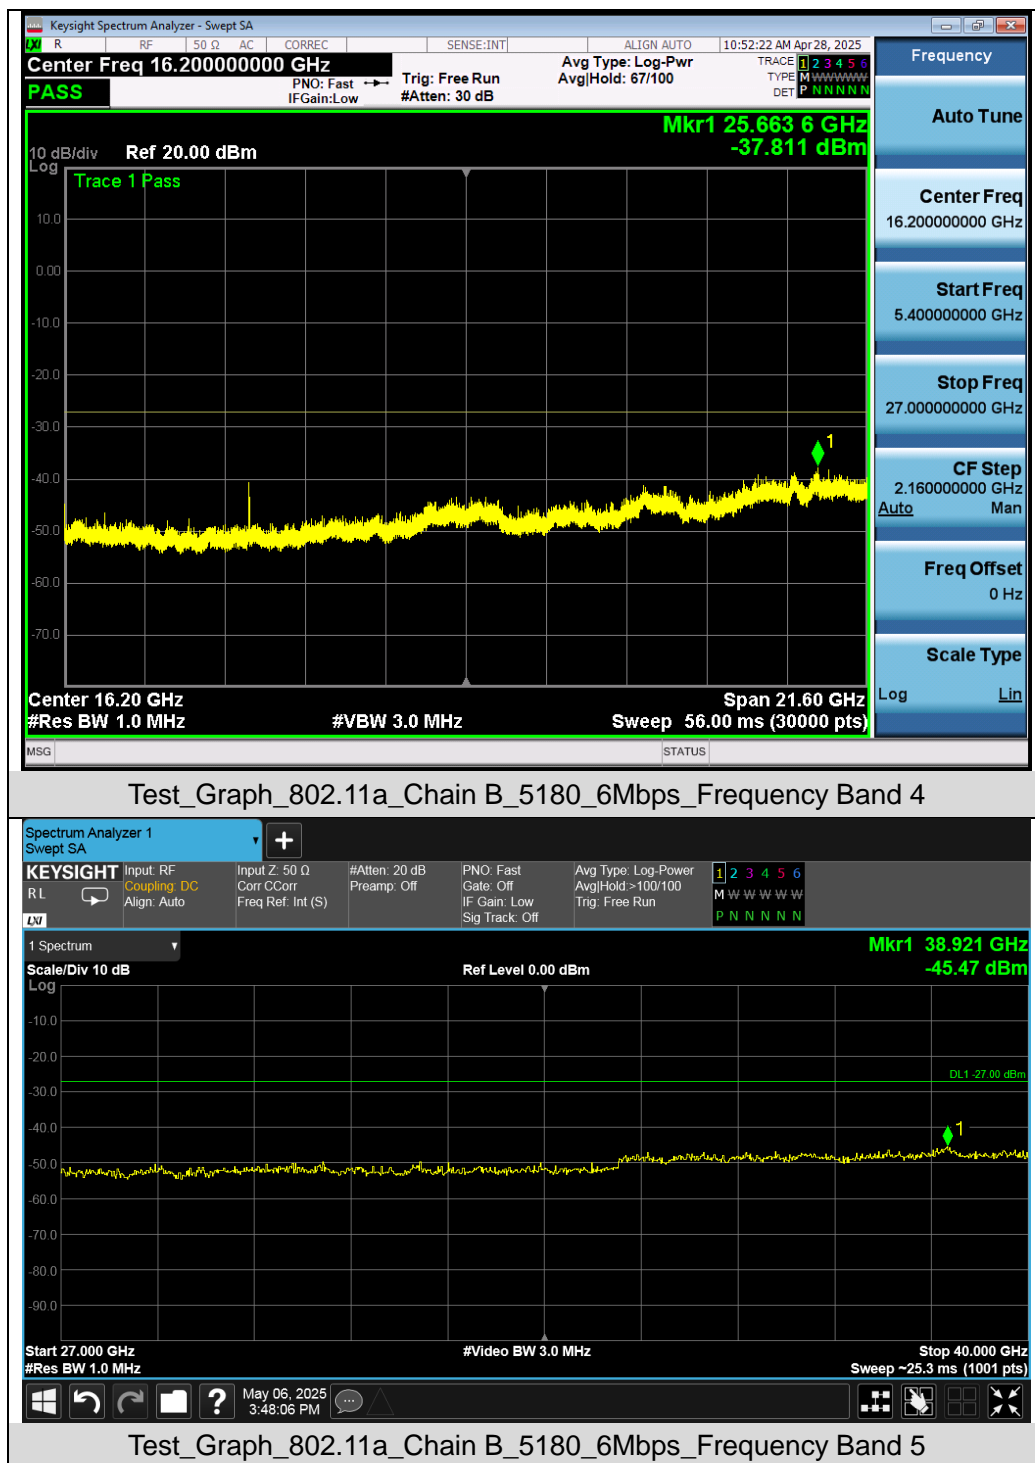 Keysight Spectrum Analyzer - Swept SA
LXI R RF 50 Ω AC CORREC SENSE:INT ALIGN AUTO 10:52:22 AM Apr 28, 2025
Center Freq 16.200000000 GHz
PASS
PNO: Fast
IFGain:Low
Trig: Free Run
#Atten: 30 dB
Avg Type: Log-Pwr
Avg|Hold: 67/100
TRACE 1 2 3 4 5 6
TYPE M W W W W W
DET P N N N N N
Mkr1 25.663 6 GHz
-37.811 dBm
10 dB/div Ref 20.00 dBm
Log
Trace 1 Pass
10.0
0.00
-10.0
-20.0
-30.0
-40.0
-50.0
-60.0
-70.0
1
Center 16.20 GHz Span 21.60 GHz
#Res BW 1.0 MHz #VBW 3.0 MHz Sweep 56.00 ms (30000 pts)
MSG STATUS
Frequency
Auto Tune
Center Freq
16.200000000 GHz
Start Freq
5.400000000 GHz
Stop Freq
27.000000000 GHz
CF Step
2.160000000 GHz
Auto Man
Freq Offset
0 Hz
Scale Type
Log Lin
Test_Graph_802.11a_Chain B_5180_6Mbps_Frequency Band 4
Spectrum Analyzer 1
Swept SA
+
KEYSIGHT
RL
LXI
Input: RF
Coupling: DC
Align: Auto
Input Z: 50 Ω
Corr CCorr
Freq Ref: Int (S)
#Atten: 20 dB
Preamp: Off
PNO: Fast
Gate: Off
IF Gain: Low
Sig Track: Off
Avg Type: Log-Power
Avg|Hold:>100/100
Trig: Free Run
1 2 3 4 5 6
M W W W W W
P N N N N N
1 Spectrum
Mkr1 38.921 GHz
-45.47 dBm
Scale/Div 10 dB Ref Level 0.00 dBm
Log
-10.0
-20.0
-30.0
-40.0
-50.0
-60.0
-70.0
-80.0
-90.0
DL1 -27.00 dBm
1
Start 27.000 GHz #Video BW 3.0 MHz Stop 40.000 GHz
#Res BW 1.0 MHz Sweep ~25.3 ms (1001 pts)
?
May 06, 2025
3:48:06 PM
Test_Graph_802.11a_Chain B_5180_6Mbps_Frequency Band 5